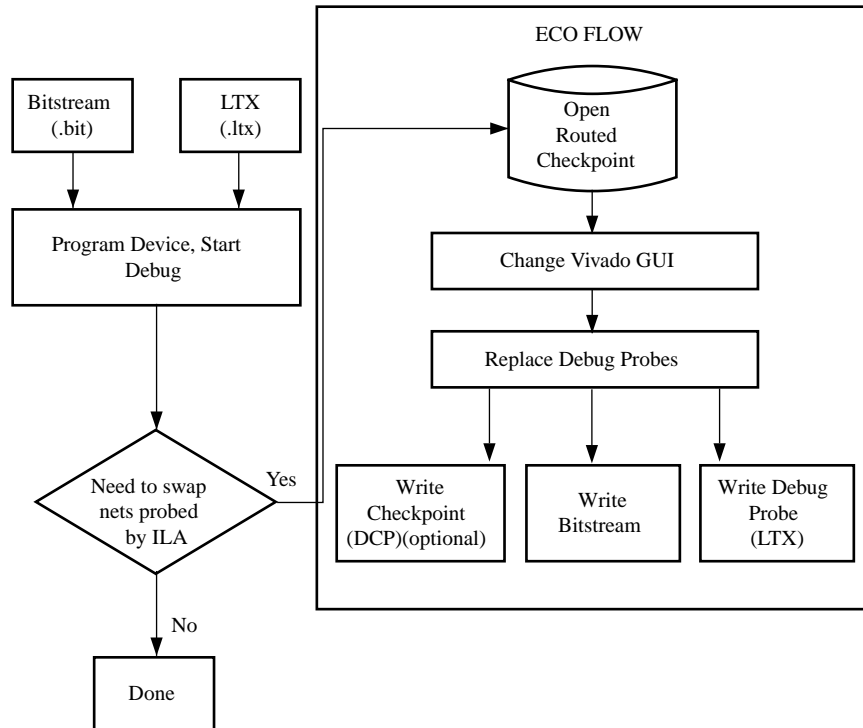 ECO FLOW
Bitstream
(.bit)
LTX
(.ltx)
Open
Routed
Checkpoint
Program Device, Start
Debug
Change Vivado GUI
Replace Debug Probes
Need to swap
nets probed
by ILA
Yes
Write
Checkpoint
(DCP)(optional)
Write
Bitstream
Write Debug
Probe
(LTX)
No
Done